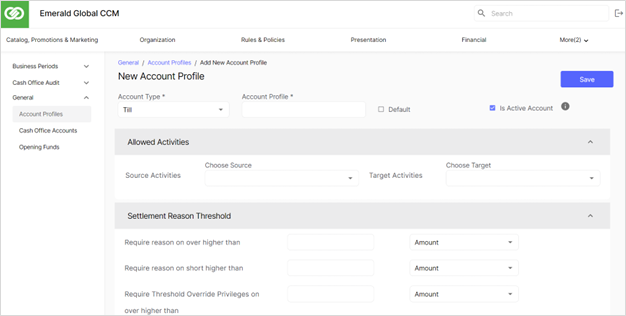 Emerald Global CCM
Search
Catalog, Promotions & Marketing
Organization
Rules & Policies
Presentation
Financial
More(2)
Business Periods
Cash Office Audit
General
Account Profiles
Cash Office Accounts
Opening Funds
General / Account Profiles / Add New Account Profile
New Account Profile
Save
Account Type *
Till
Account Profile *
Default
Is Active Account
Allowed Activities
Source Activities
Choose Source
Target Activities
Choose Target
Settlement Reason Threshold
Require reason on over higher than
Amount
Require reason on short higher than
Amount
Require Threshold Override Privileges on
over higher than
Amount